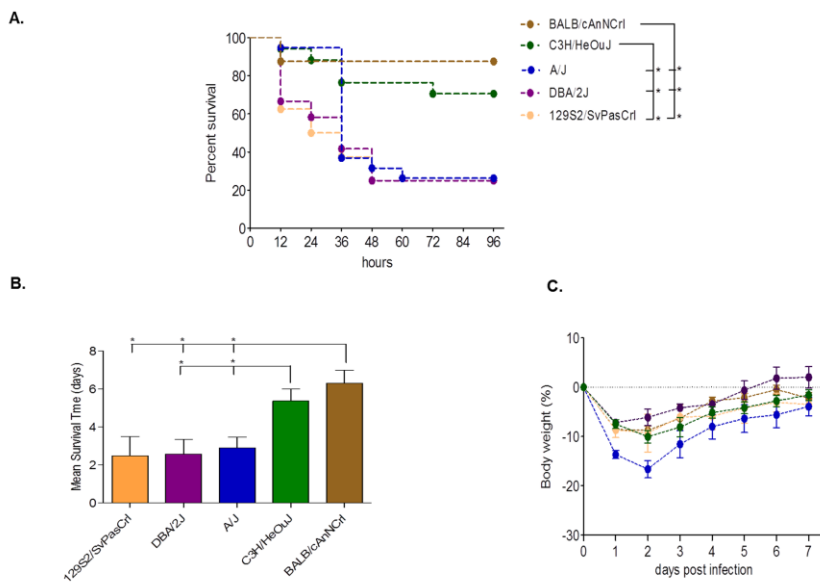 A.
BALB/cAnNCrl
C3H/HeOuJ
A/J
DBA/2J
129S2/SvPasCrl
* *
* *
* *
Percent survival
100
80
60
40
20
0
0 12 24 36 48 60 72 84 96
hours
B.
* * *
* *
Mean Survival Tme (days)
8
6
4
2
0
129S2/SvPasCrl
DBA/2J
A/J
C3H/HeOuJ
BALB/cAnNCrl
C.
Body weight (%)
10
0
-10
-20
-30
0 1 2 3 4 5 6 7
days post infection